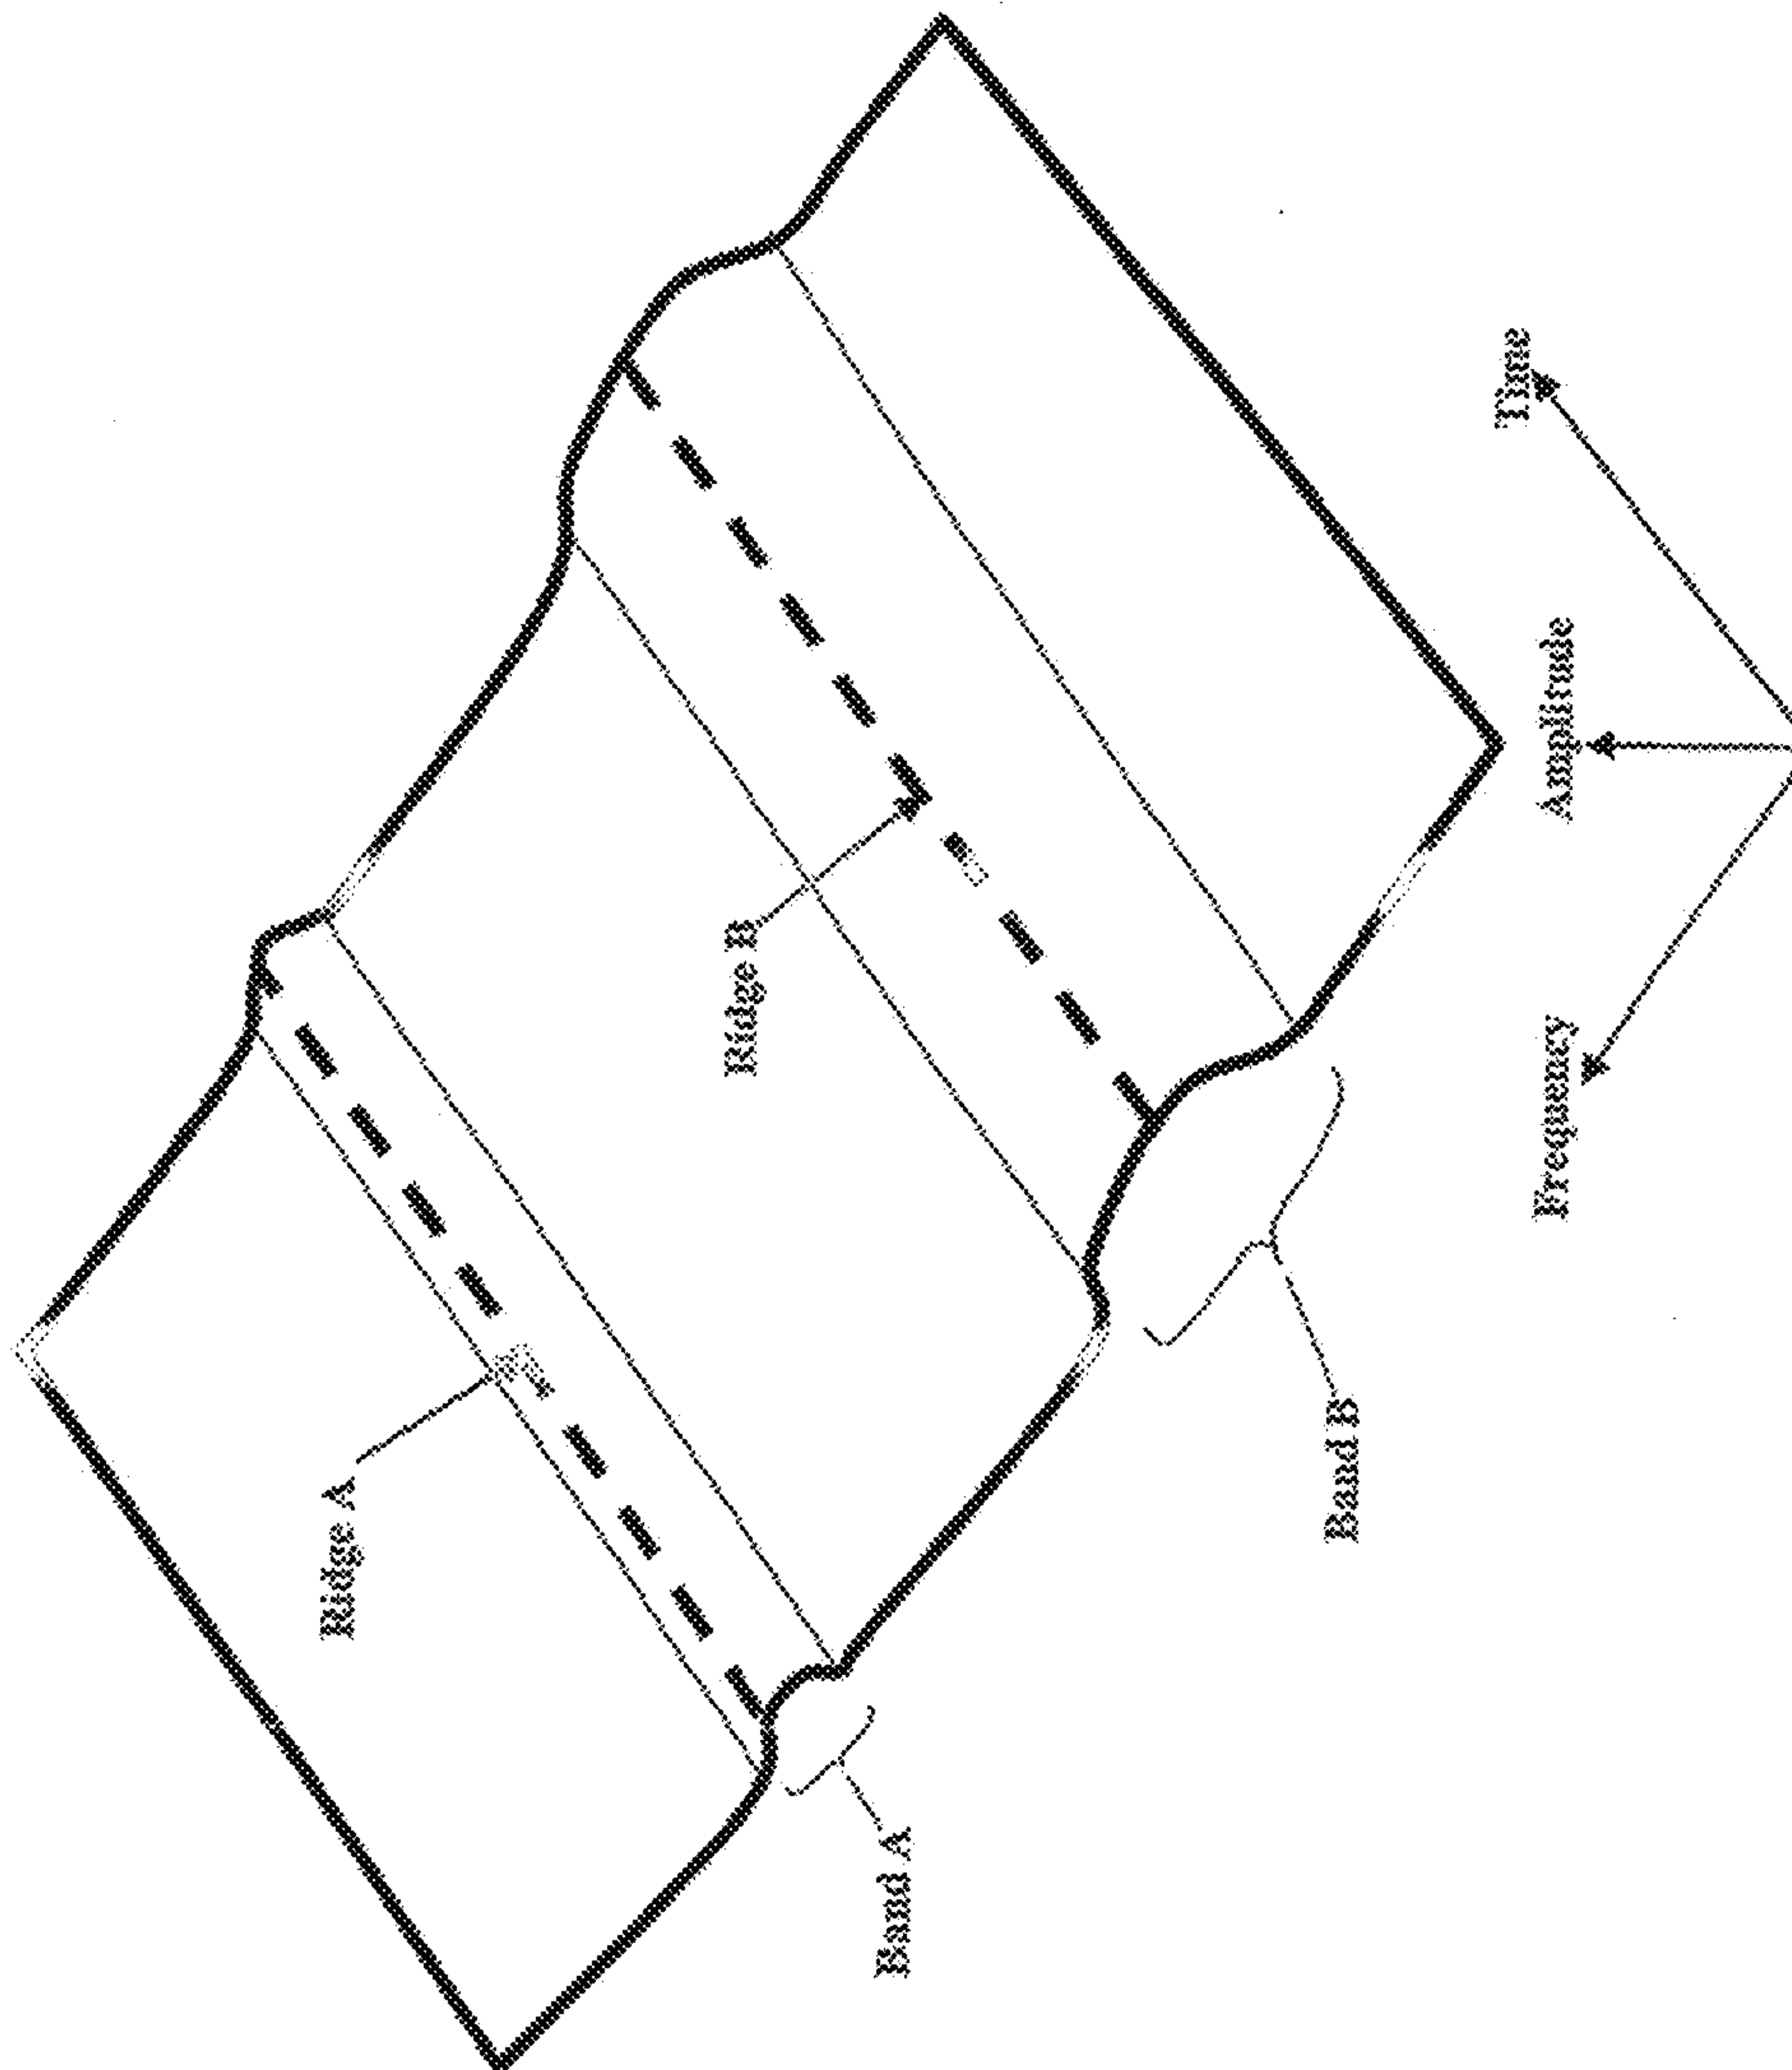 Ridge A
Ridge B
Band A
Band B
Frequency
Amplitude
Time